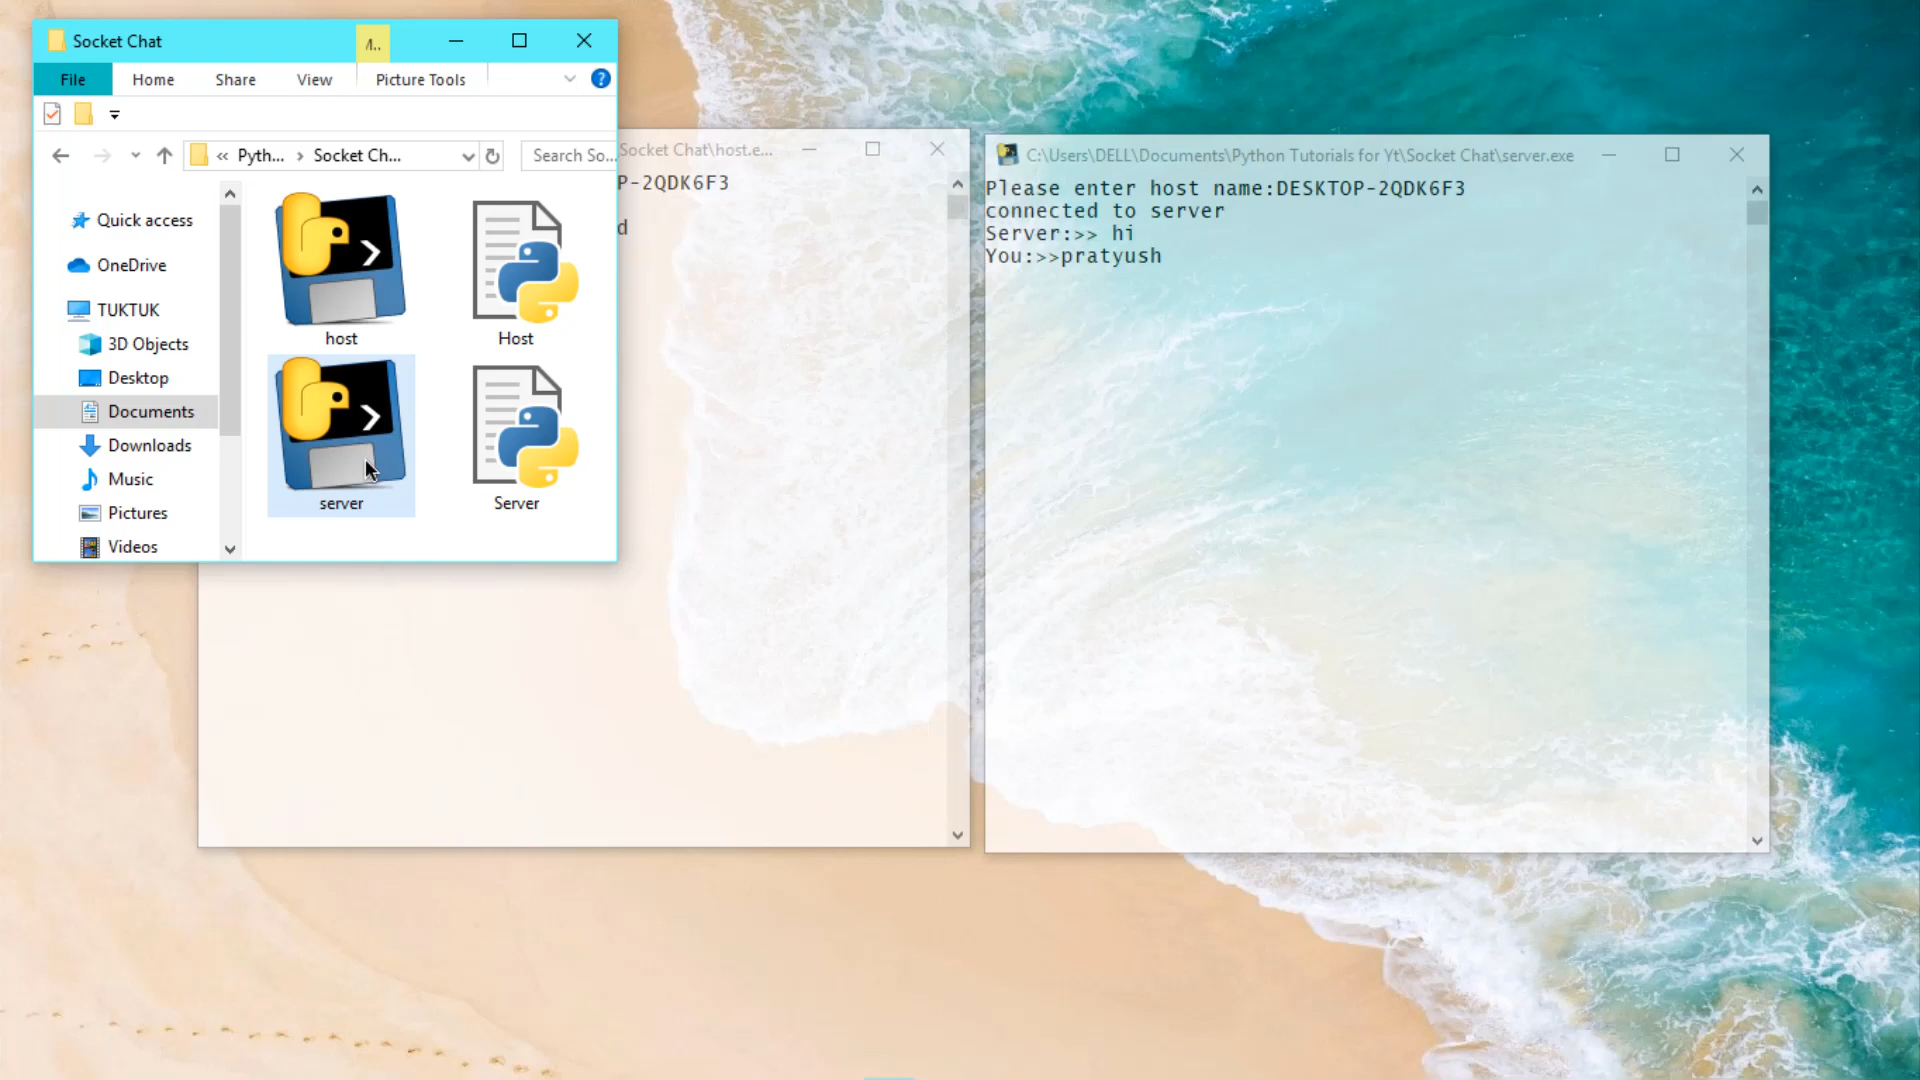 Socket Chat
M..
File Home Share View Picture Tools
« Pyth... › Socket Ch... Search So...
Quick access
OneDrive
TUKTUK
3D Objects
Desktop
Documents
Downloads
Music
Pictures
Videos
host
Host
server
Server
Socket Chat\host.e...
P-2QDK6F3
d
C:\Users\DELL\Documents\Python Tutorials for Yt\Socket Chat\server.exe
Please enter host name:DESKTOP-2QDK6F3
connected to server
Server:>> hi
You:>>pratyush